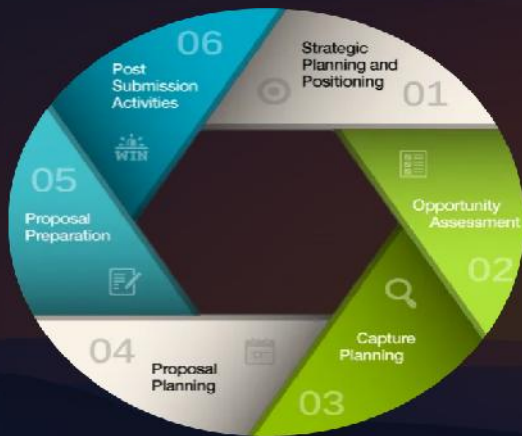 Strategic
Planning and
Positioning
01
Opportunity
Assessment
02
Capture
Planning
03
04
Proposal
Planning
05
Proposal
Preparation
06
Post
Submission
Activities
WIN